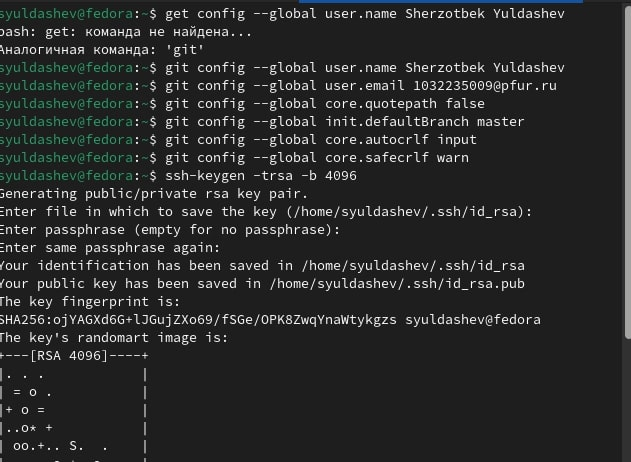 syuldashev@fedora:~$ get config --global user.name Sherzotbek Yuldashev
bash: get: команда не найдена...
Аналогичная команда: 'git'
syuldashev@fedora:~$ git config --global user.name Sherzotbek Yuldashev
syuldashev@fedora:~$ git config --global user.email 1032235009@pfur.ru
syuldashev@fedora:~$ git config --global core.quotepath false
syuldashev@fedora:~$ git config --global init.defaultBranch master
syuldashev@fedora:~$ git config --global core.autocrlf input
syuldashev@fedora:~$ git config --global core.safecrlf warn
syuldashev@fedora:~$ ssh-keygen -trsa -b 4096
Generating public/private rsa key pair.
Enter file in which to save the key (/home/syuldashev/.ssh/id_rsa):
Enter passphrase (empty for no passphrase):
Enter same passphrase again:
Your identification has been saved in /home/syuldashev/.ssh/id_rsa
Your public key has been saved in /home/syuldashev/.ssh/id_rsa.pub
The key fingerprint is:
SHA256:ojYAGXd6G+lJGujZXo69/fSGe/OPK8ZwqYnaWtykgzs syuldashev@fedora
The key's randomart image is:
+---[RSA 4096]----+
|. . .            |
| = o .           |
|+ o =            |
|..o* +           |
| oo.+.. S.  .    |